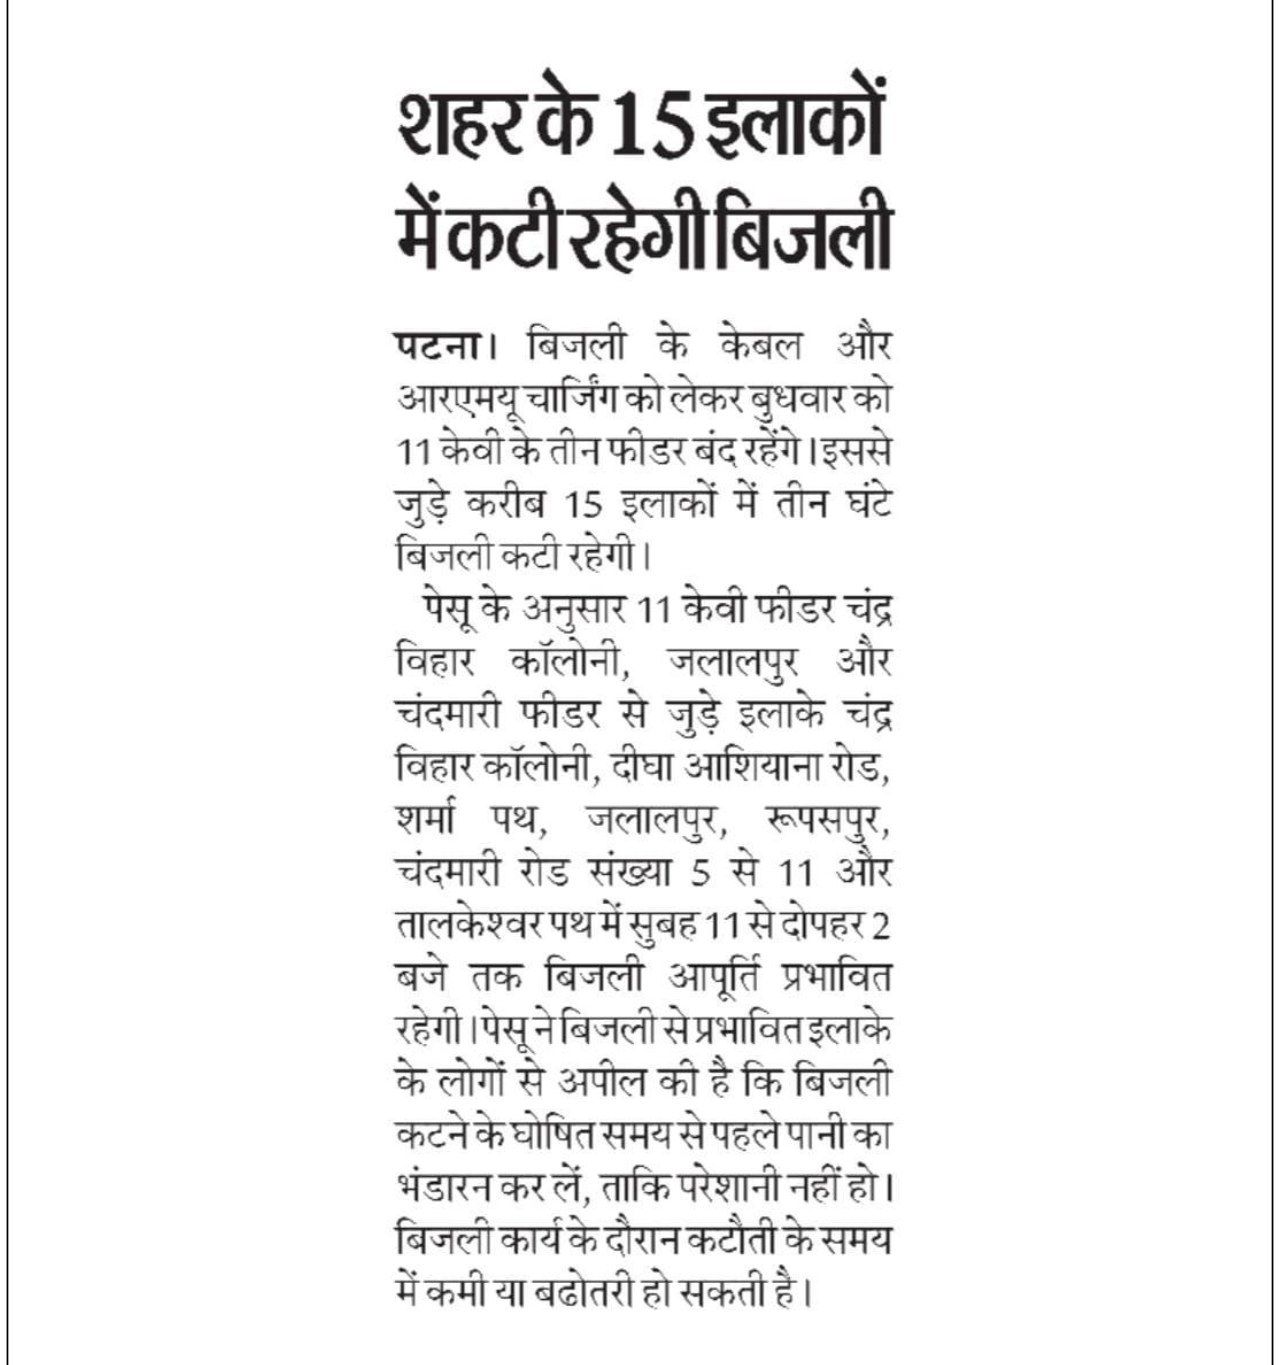 शहर के 15 इलाकों
में कटी रहेगी बिजली
पटना। बिजली के केबल और
आरएमयू चार्जिंग को लेकर बुधवार को
11 केवी के तीन फीडर बंद रहेंगे। इससे
जुड़े करीब 15 इलाकों में तीन घंटे
बिजली कटी रहेगी।
पेसू के अनुसार 11 केवी फीडर चंद्र
विहार कॉलोनी, जलालपुर और
चंदमारी फीडर से जुड़े इलाके चंद्र
विहार कॉलोनी, दीघा आशियाना रोड,
शर्मा पथ, जलालपुर, रूपसपुर,
चंदमारी रोड संख्या 5 से 11 और
तालकेश्वर पथ में सुबह 11 से दोपहर 2
बजे तक बिजली आपूर्ति प्रभावित
रहेगी। पेसू ने बिजली से प्रभावित इलाके
के लोगों से अपील की है कि बिजली
कटने के घोषित समय से पहले पानी का
भंडारन कर लें, ताकि परेशानी नहीं हो।
बिजली कार्य के दौरान कटौती के समय
में कमी या बढोतरी हो सकती है।